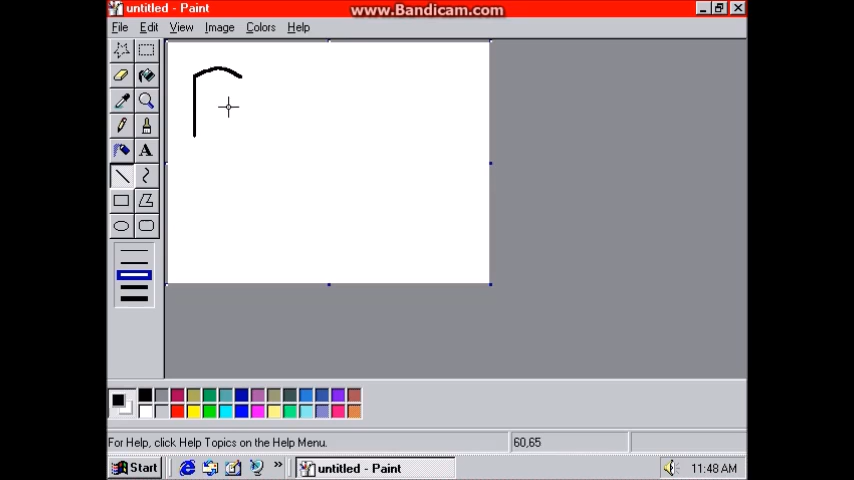 untitled - Paint
www.Bandicam.com
File Edit View Image Colors Help
A
For Help, click Help Topics on the Help Menu.
60,65
Start
»
untitled - Paint
11:48 AM